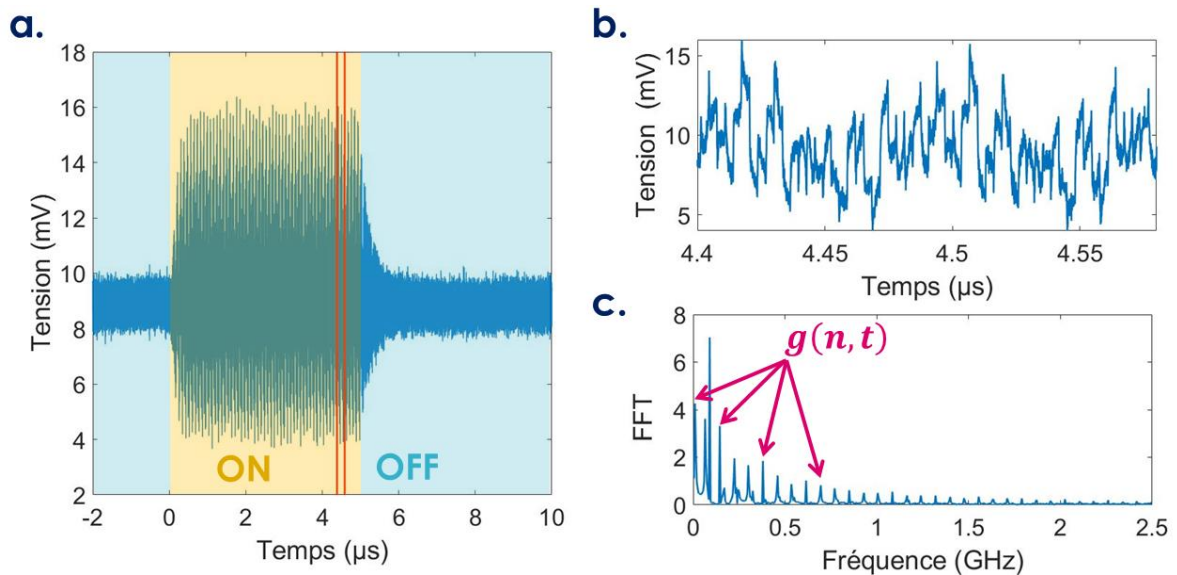 a.
18
16
14
12
10
8
6
4
2
Tension (mV)
ON
OFF
-2
0
2
4
6
8
10
Temps (µs)
b.
15
10
5
Tension (mV)
4.4
4.45
4.5
4.55
Temps (µs)
c.
8
6
4
2
0
FFT
g(n, t)
0
0.5
1
1.5
2
2.5
Fréquence (GHz)